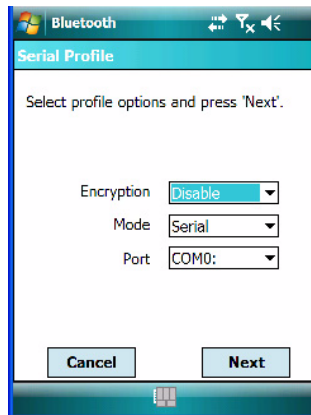 Bluetooth
Serial Profile
Select profile options and press 'Next'.
Encryption Disable
Mode Serial
Port COM0:
Cancel Next